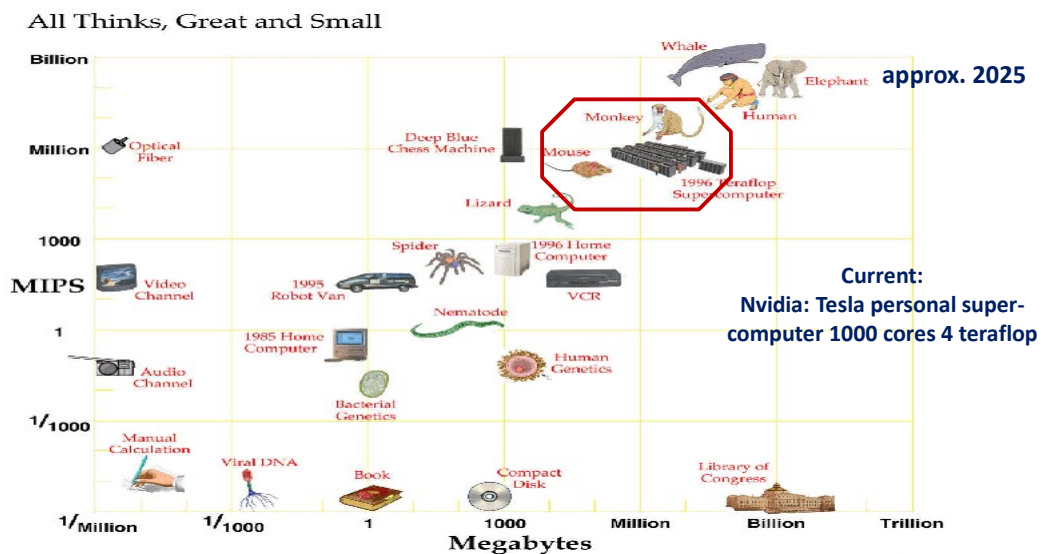 All Thinks, Great and Small
Billion
Whale
approx. 2025
Elephant
Human
Monkey
Million
Optical
Fiber
Deep Blue
Chess Machine
Mouse
1996 Teraflop
Supercomputer
Lizard
1000
Spider
1996 Home
Computer
MIPS
Video
Channel
1995
Robot Van
VCR
Current:
Nvidia: Tesla personal super-
computer 1000 cores 4 teraflop
Nematode
1
1985 Home
Computer
Audio
Channel
Human
Genetics
Bacterial
Genetics
1/1000
Manual
Calculation
Viral DNA
Book
Compact
Disk
Library of
Congress
1/Million
1/1000
1
1000
Million
Billion
Trillion
Megabytes